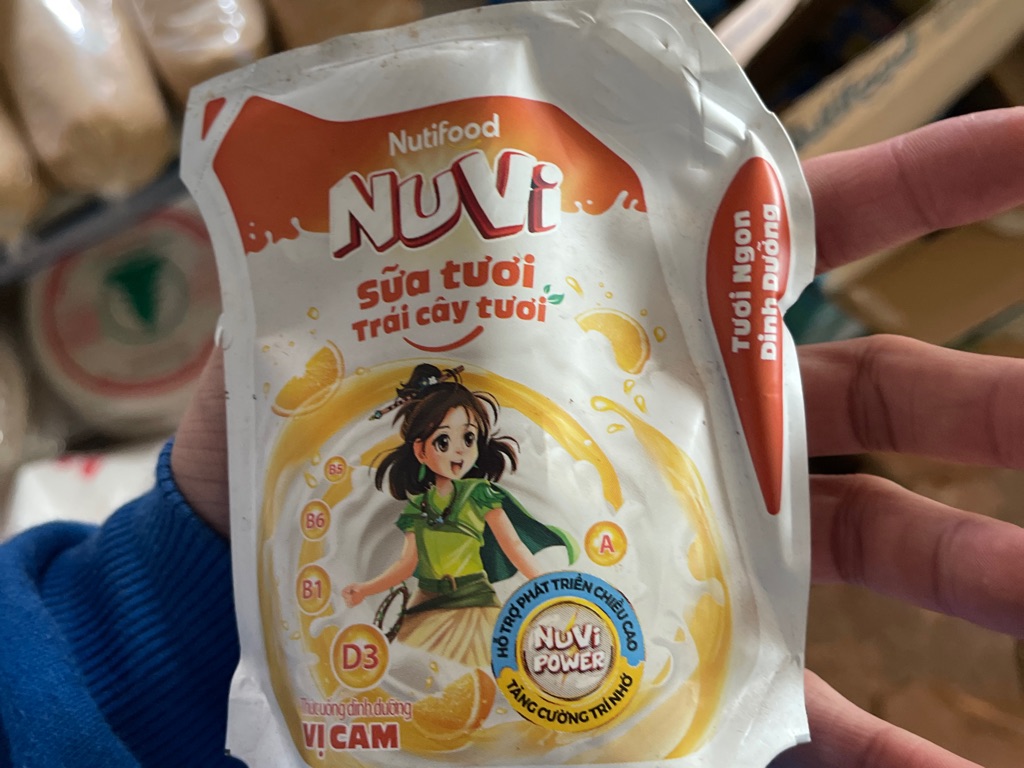 Nutifood
NuVi
Sữa tươi
Trái cây tươi
Tươi Ngon
Dinh Dưỡng
B5
B6
B1
D3
A
HỖ TRỢ PHÁT TRIỂN CHIỀU CAO
NuVi
POWER
TĂNG CƯỜNG TRÍ NHỚ
Thức uống dinh dưỡng
VỊ CAM
Nutifood